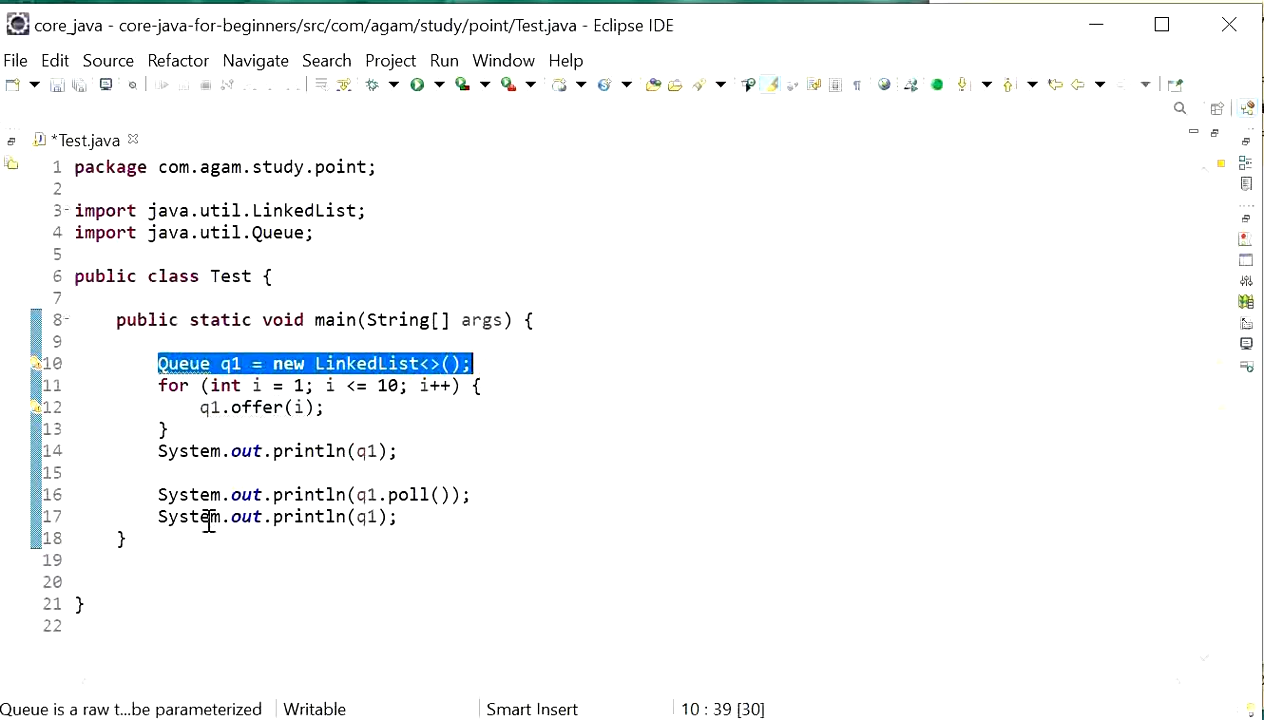 core_java - core-java-for-beginners/src/com/agam/study/point/Test.java - Eclipse IDE
File Edit Source Refactor Navigate Search Project Run Window Help
*Test.java
1 package com.agam.study.point;
2
3 import java.util.LinkedList;
4 import java.util.Queue;
5
6 public class Test {
7
8 public static void main(String[] args) {
9
10 Queue q1 = new LinkedList<>();
11 for (int i = 1; i <= 10; i++) {
12 q1.offer(i);
13 }
14 System.out.println(q1);
15
16 System.out.println(q1.poll());
17 System.out.println(q1);
18 }
19
20
21 }
22
Queue is a raw t...be parameterized Writable Smart Insert 10 : 39 [30]